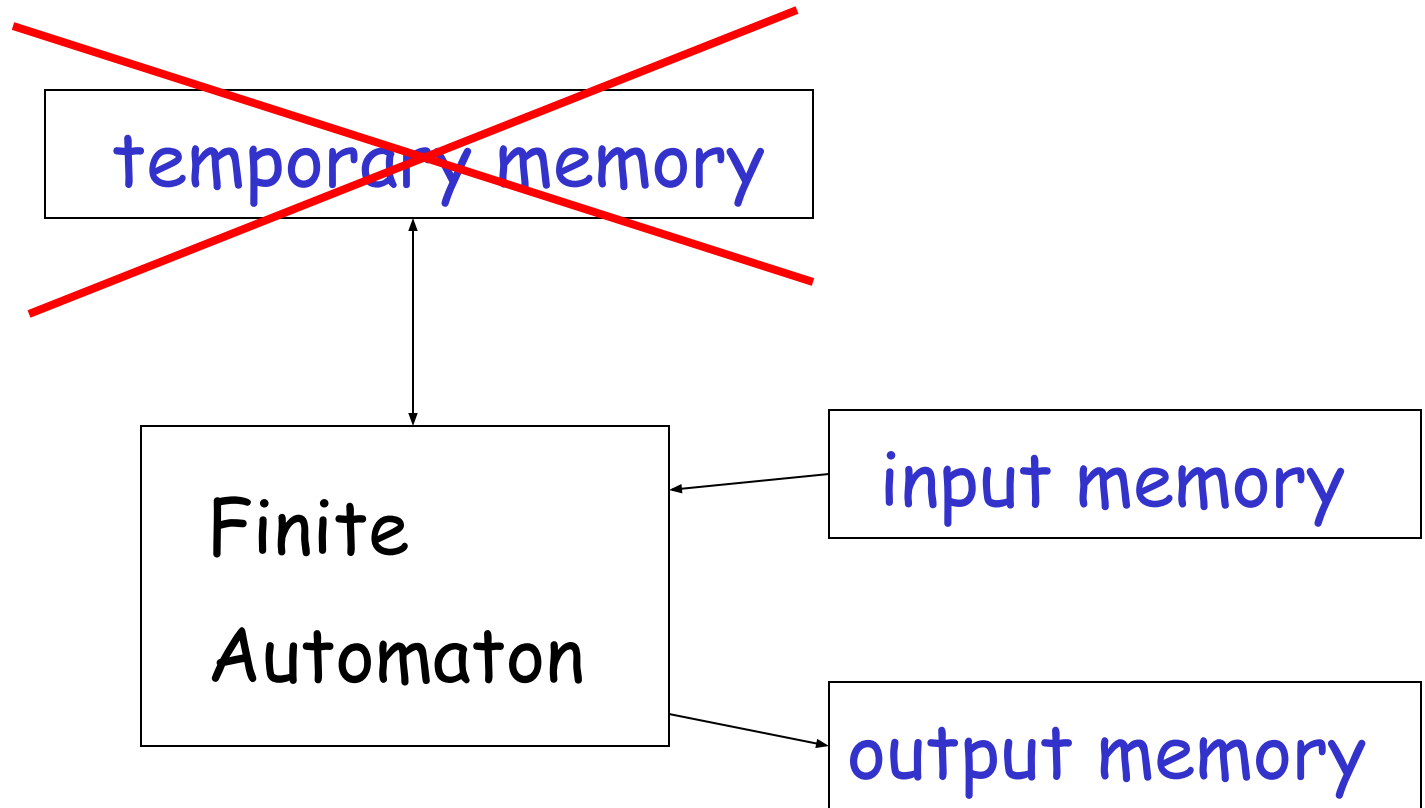 temporary memory
input memory
Finite
Automaton
output memory